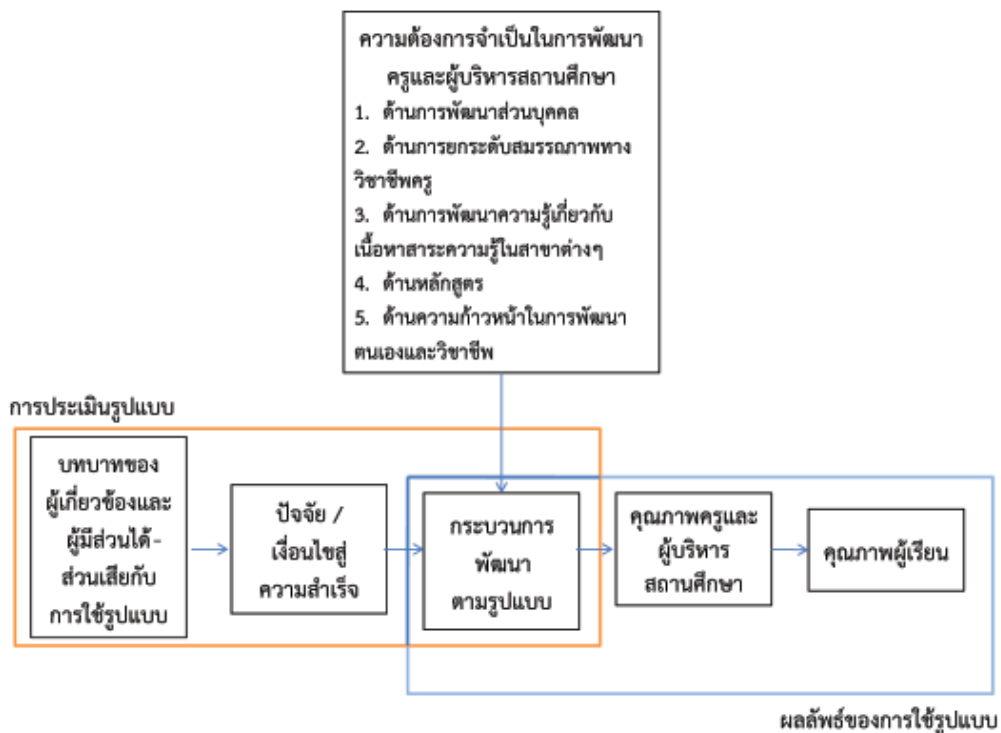 ความต้องการจำเป็นในการพัฒนา
ครูและผู้บริหารสถานศึกษา
1. ด้านการพัฒนาส่วนบุคคล
2. ด้านการยกระดับสมรรถภาพทาง
วิชาชีพครู
3. ด้านการพัฒนาความรู้เกี่ยวกับ
เนื้อหาสาระความรู้ในสาขาต่างๆ
4. ด้านหลักสูตร
5. ด้านความก้าวหน้าในการพัฒนา
ตนเองและวิชาชีพ
การประเมินรูปแบบ
บทบาทของ
ผู้เกี่ยวข้องและ
ผู้มีส่วนได้-
ส่วนเสียกับ
การใช้รูปแบบ
ปัจจัย /
เงื่อนไขสู่
ความสำเร็จ
กระบวนการ
พัฒนา
ตามรูปแบบ
คุณภาพครูและ
ผู้บริหาร
สถานศึกษา
คุณภาพผู้เรียน
ผลลัพธ์ของการใช้รูปแบบ